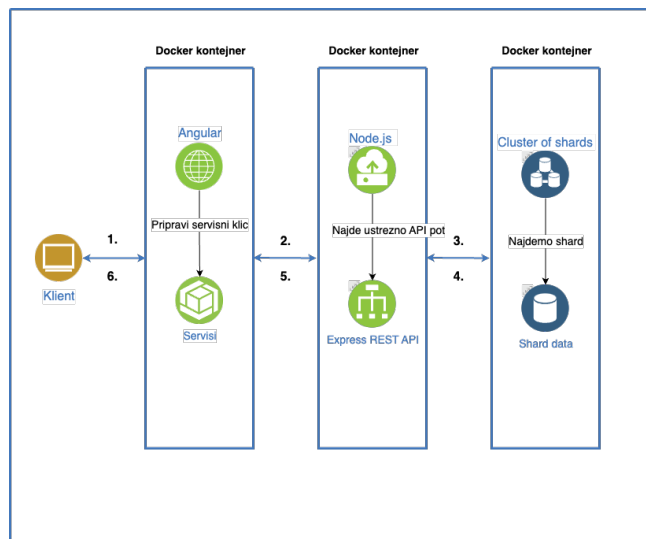 Docker kontejner
Docker kontejner
Docker kontejner
Angular
Node.js
Cluster of shards
Pripravi servisni klic
Najde ustrezno API pot
Najdemo shard
1.
2.
3.
6.
5.
4.
Klient
Servisi
Express REST API
Shard data